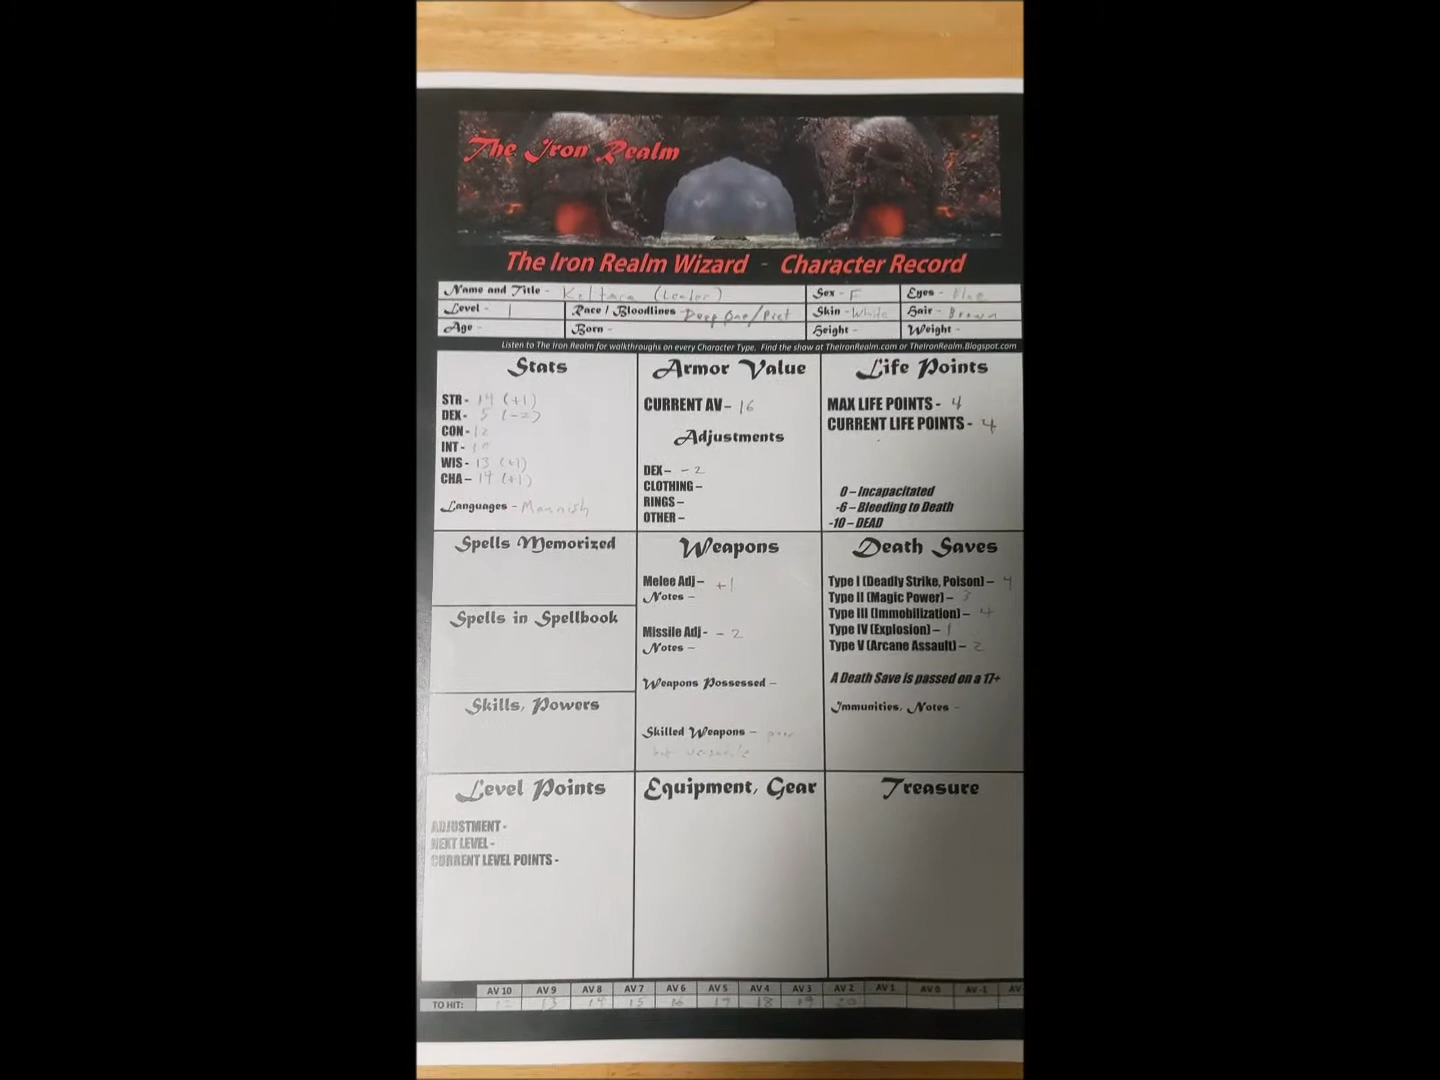 The Iron Realm
The Iron Realm Wizard - Character Record
Name and Title - (Leader) Sex - F Eyes - Blue
Level - 1 Race / Bloodlines - Deep One/Pict Skin - White Hair - Brown
Age - Born - Height - Weight -
Listen to The Iron Realm for walkthroughs on every Character Type. Find the show at TheIronRealm.com or TheIronRealm.Blogspot.com
Stats
STR - 14 (+1)
DEX - 5 (-2)
CON - 12
INT -
WIS - 13 (+1)
CHA - 14 (+1)
Languages - Mannish
Armor Value
CURRENT AV - 16
Adjustments
DEX - -2
CLOTHING -
RINGS -
OTHER -
Life Points
MAX LIFE POINTS - 4
CURRENT LIFE POINTS - 4
0 - Incapacitated
-6 - Bleeding to Death
-10 - DEAD
Spells Memorized
Spells in Spellbook
Skills, Powers
Weapons
Melee Adj - +1
Notes -
Missile Adj - -2
Notes -
Weapons Possessed -
Skilled Weapons - poor
but versatile
Death Saves
Type I (Deadly Strike, Poison) - 4
Type II (Magic Power) - 3
Type III (Immobilization) - 4
Type IV (Explosion) - 1
Type V (Arcane Assault) - 2
A Death Save is passed on a 17+
Immunities, Notes -
Level Points
ADJUSTMENT -
NEXT LEVEL -
CURRENT LEVEL POINTS -
Equipment, Gear
Treasure
AV 10 AV 9 AV 8 AV 7 AV 6 AV 5 AV 4 AV 3 AV 2 AV 1 AV 0 AV -1 AV
TO HIT: 12 13 14 15 16 17 18 19 20